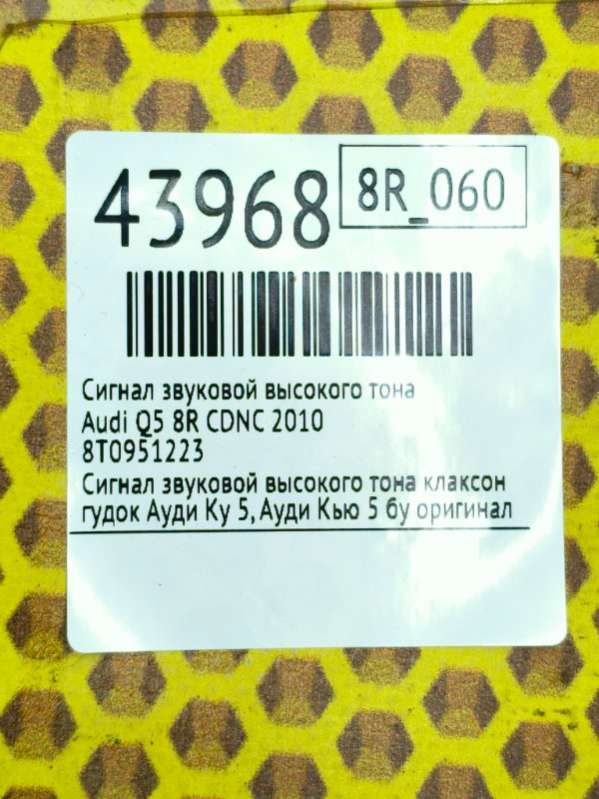 43968
8R_060
Сигнал звуковой высокого тона
Audi Q5 8R CDNC 2010
8T0951223
Сигнал звуковой высокого тона клаксон
гудок Ауди Ку 5, Ауди Кью 5 бу оригинал